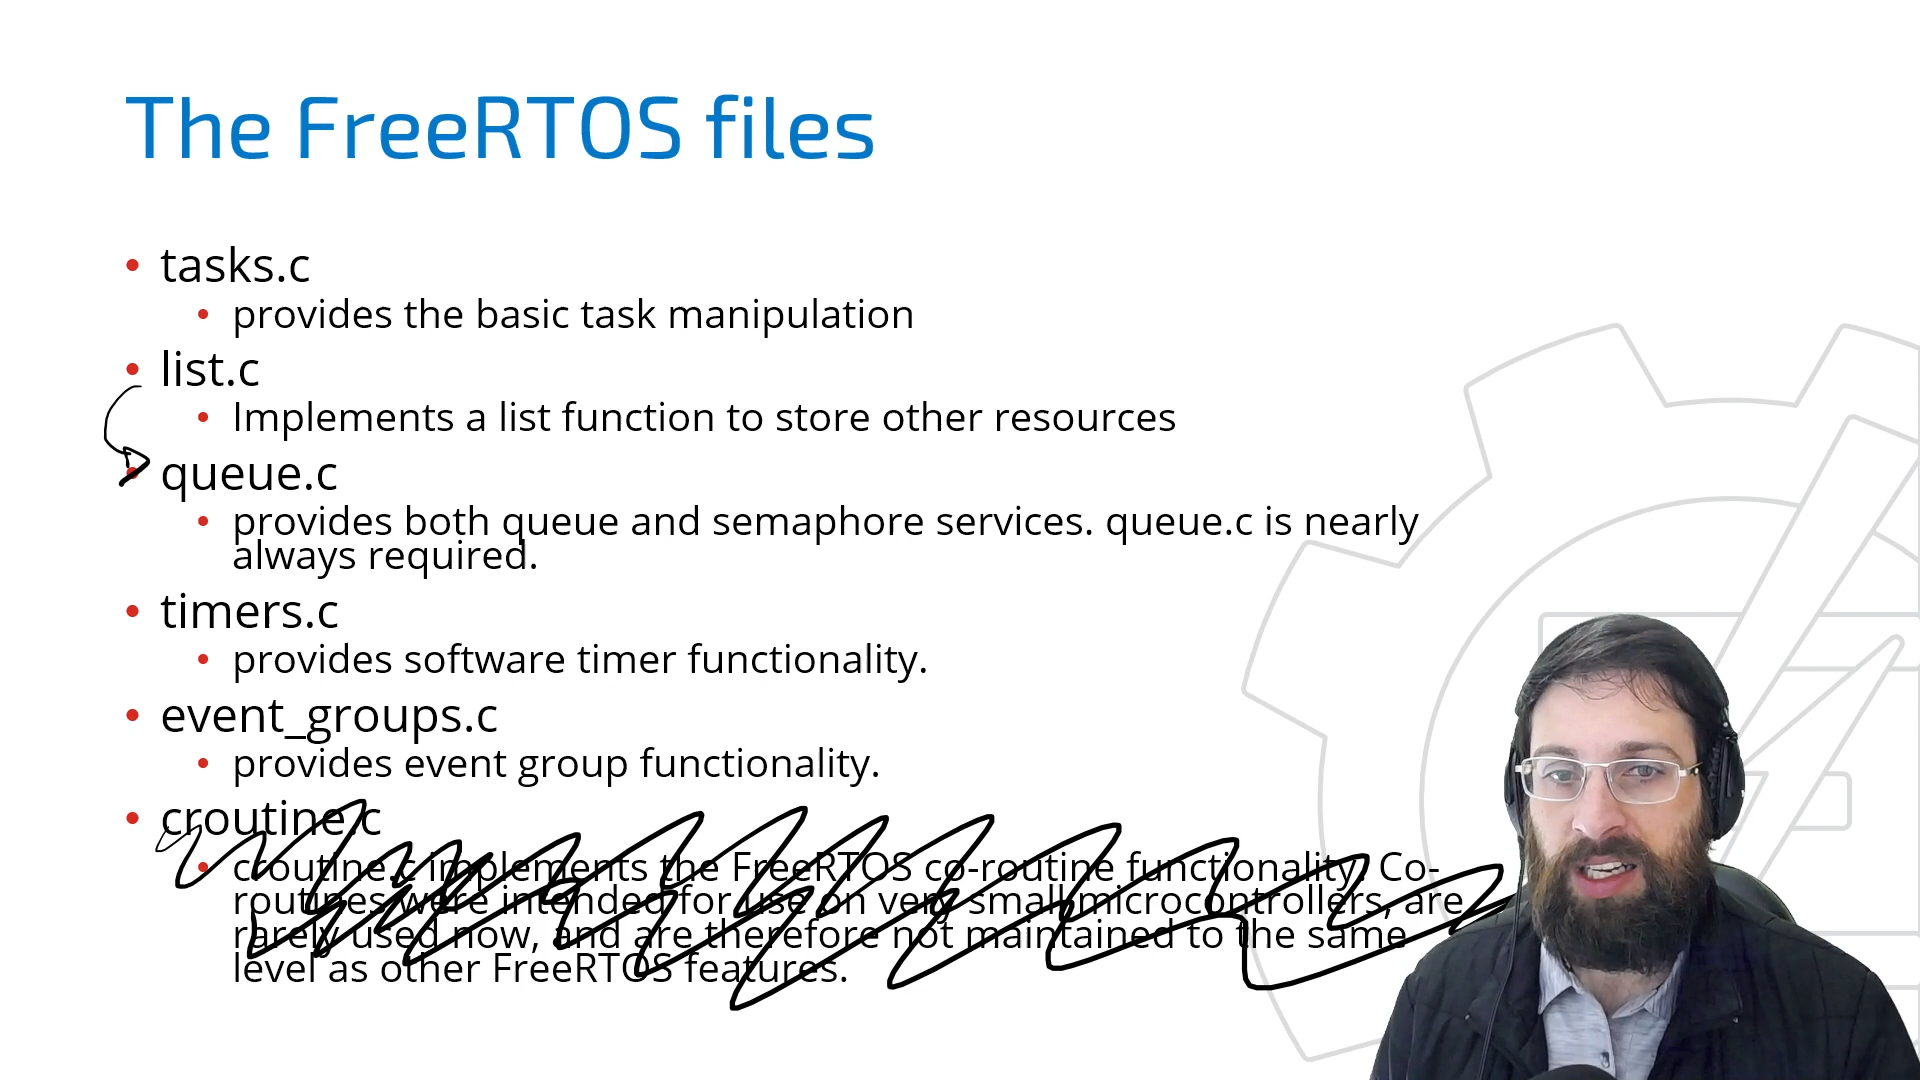 The FreeRTOS files
• tasks.c
• provides the basic task manipulation
• list.c
• Implements a list function to store other resources
• queue.c
• provides both queue and semaphore services. queue.c is nearly
always required.
• timers.c
• provides software timer functionality.
• event_groups.c
• provides event group functionality.
• croutine.c
• croutine.c implements the FreeRTOS co-routine functionality. Co-
routines were intended for use on very small microcontrollers, are
rarely used now, and are therefore not maintained to the same
level as other FreeRTOS features.